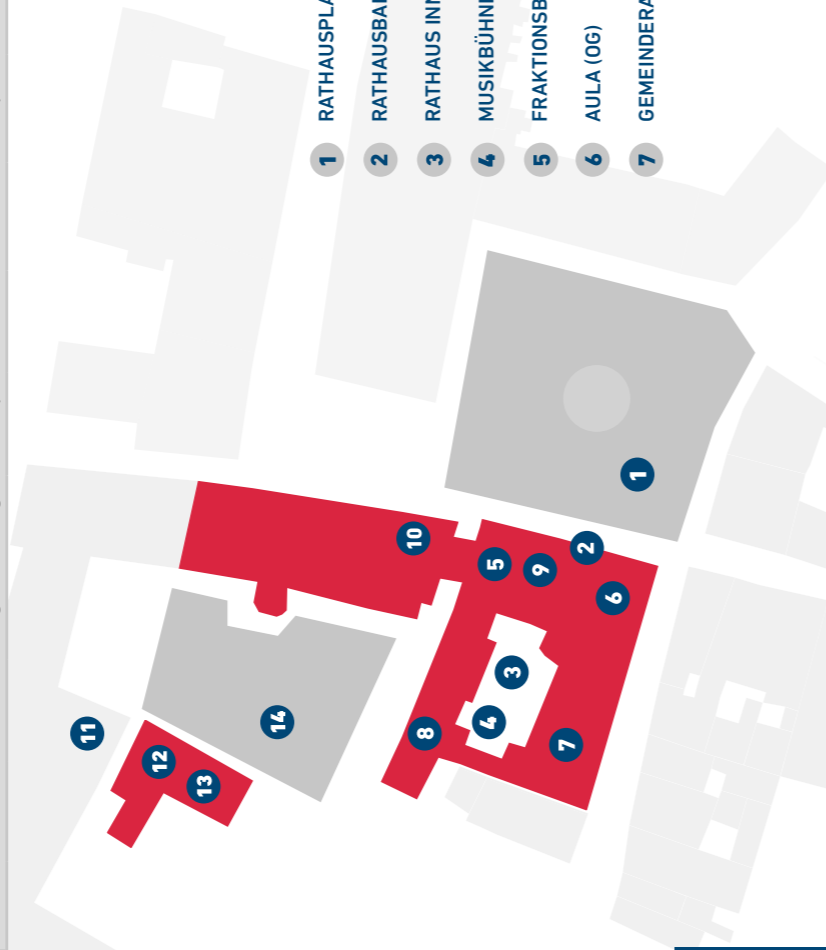 1 RATHAUSPLA
2 RATHAUSBA
3 RATHAUS INN
4 MUSIKBÜHN
5 FRAKTIONSB
6 AULA (OG)
7 GEMEINDERA
11
12
13
14
10
8
4
5
3
9
7
2
6
1